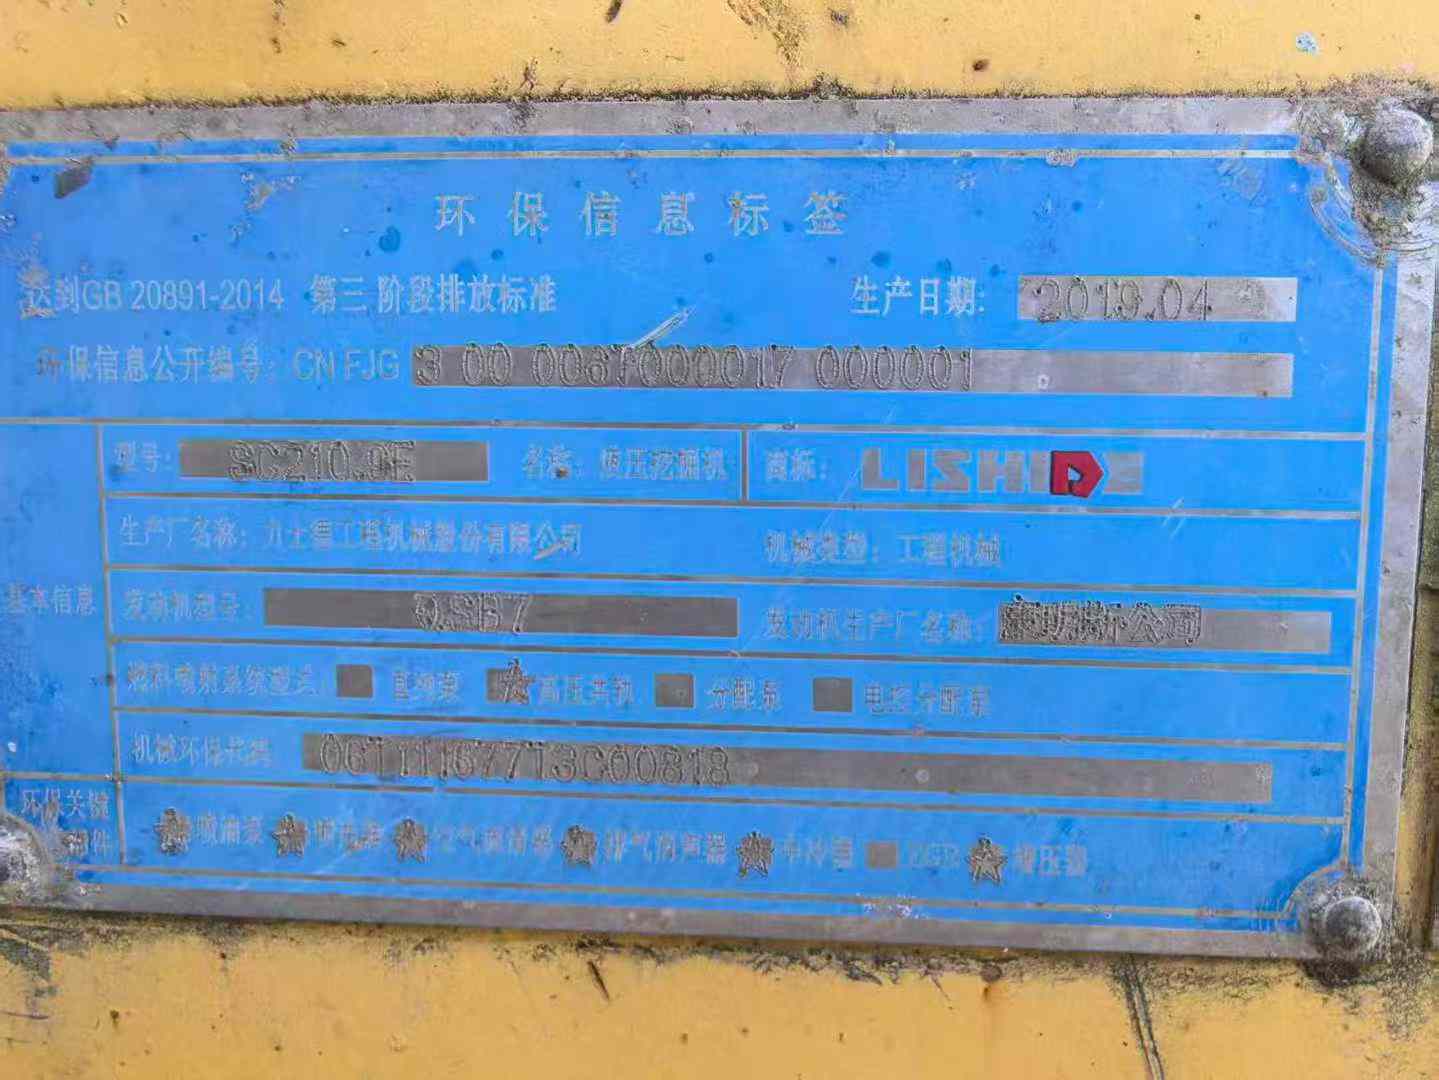 环保信息标签
达到GB 20891-2014 第三阶段排放标准 生产日期: 2019.04
环保信息公开编号: CN FJG 3 00 0067000017 000001
型号: SC210.9E 名称: 液压挖掘机 商标: LISHIDE
生产厂名称: 力士德工程机械股份有限公司 机械类型: 工程机械
基本信息 发动机型号: QSB7 发动机生产厂名称: 康明斯公司
燃料喷射系统型式: 直列泵 ☆高压共轨 分配泵 电控分配泵
机械环保代码
环保关键部件 ★喷油泵 ★喷油器 ★空气滤清器 ★排气消声器 ★中冷器 EGR ★增压器